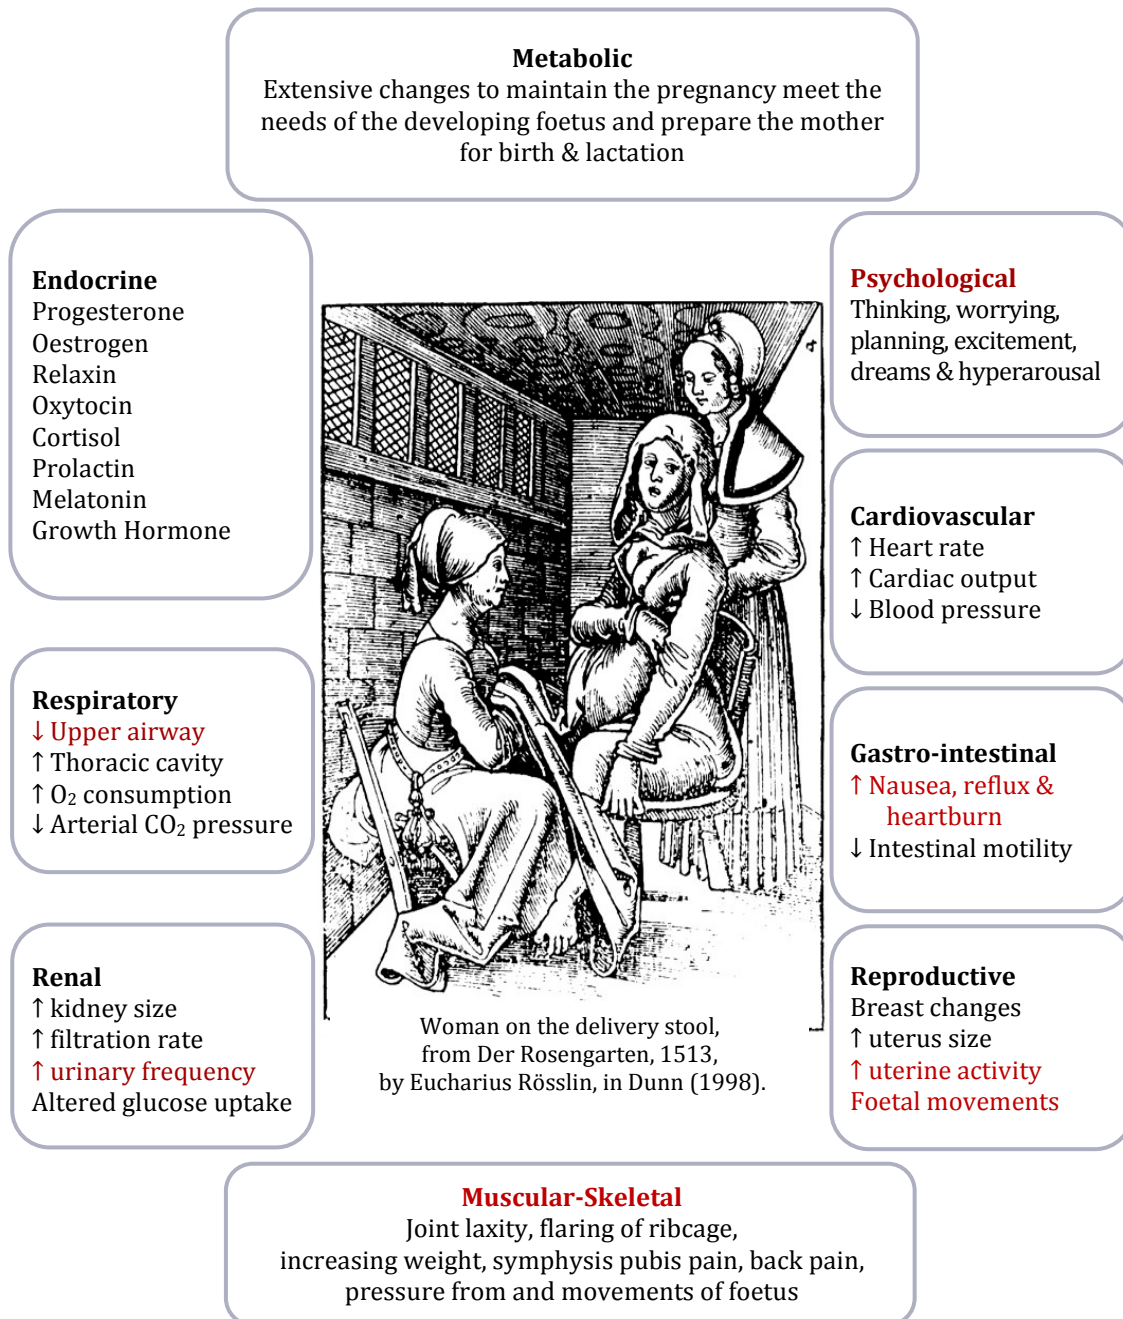 Metabolic
Extensive changes to maintain the pregnancy meet the
needs of the developing foetus and prepare the mother
for birth & lactation
Endocrine
Progesterone
Oestrogen
Relaxin
Oxytocin
Cortisol
Prolactin
Melatonin
Growth Hormone
Respiratory
↓ Upper airway
↑ Thoracic cavity
↑ O₂ consumption
↓ Arterial CO₂ pressure
Renal
↑ kidney size
↑ filtration rate
↑ urinary frequency
Altered glucose uptake
Woman on the delivery stool,
from Der Rosengarten, 1513,
by Eucharius Rösslin, in Dunn (1998).
Psychological
Thinking, worrying,
planning, excitement,
dreams & hyperarousal
Cardiovascular
↑ Heart rate
↑ Cardiac output
↓ Blood pressure
Gastro-intestinal
↑ Nausea, reflux &
heartburn
↓ Intestinal motility
Reproductive
Breast changes
↑ uterus size
↑ uterine activity
Foetal movements
Muscular-Skeletal
Joint laxity, flaring of ribcage,
increasing weight, symphysis pubis pain, back pain,
pressure from and movements of foetus